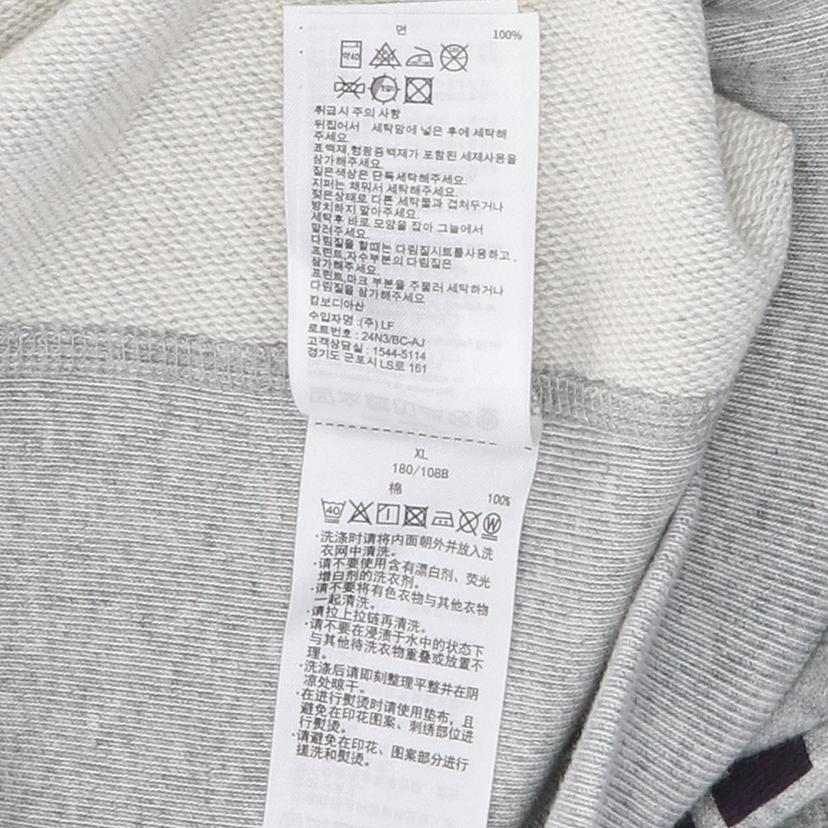 면 100%
약40
취급시 주의 사항
뒤집어서 세탁망에 넣은 후에 세탁해
주세요.
표백제,형광증백제가 포함된 세제사용을
삼가해주세요.
짙은색상은 단독세탁해주세요.
지퍼는 채워서 세탁해주세요.
젖은상태로 다른 세탁물과 겹쳐두거나
방치하지 말아주세요.
세탁후 바로 모양을 잡아 그늘에서
말려주세요.
다림질을 할때는 다림질시트를사용하고,
프린트,자수부분의 다림질은
삼가해주세요.
프린트,마크 부분을 주물러 세탁하거나
다림질을 삼가해주세요.
캄보디아산
수입자명 :(주) LF
로트번호 : 24N3/BC-AJ
고객상담실 : 1544-5114
경기도 군포시 LS로 161
XL
180/108B
棉 100%
40 W
·洗涤时请将内面朝外并放入洗
衣网中清洗。
·请不要使用含有漂白剂、荧光
增白剂的洗衣剂。
·请不要将有色衣物与其他衣物
一起清洗。
·请拉上拉链再清洗。
·请不要在浸渍于水中的状态下
与其他待洗衣物重叠或放置不
理。
·洗涤后请即刻整理平整并在阴
凉处晾干。
·在进行熨烫时请使用垫布，且
避免在印花图案、刺绣部位进
行熨烫。
·请避免在印花、图案部分进行
搓洗和熨烫。